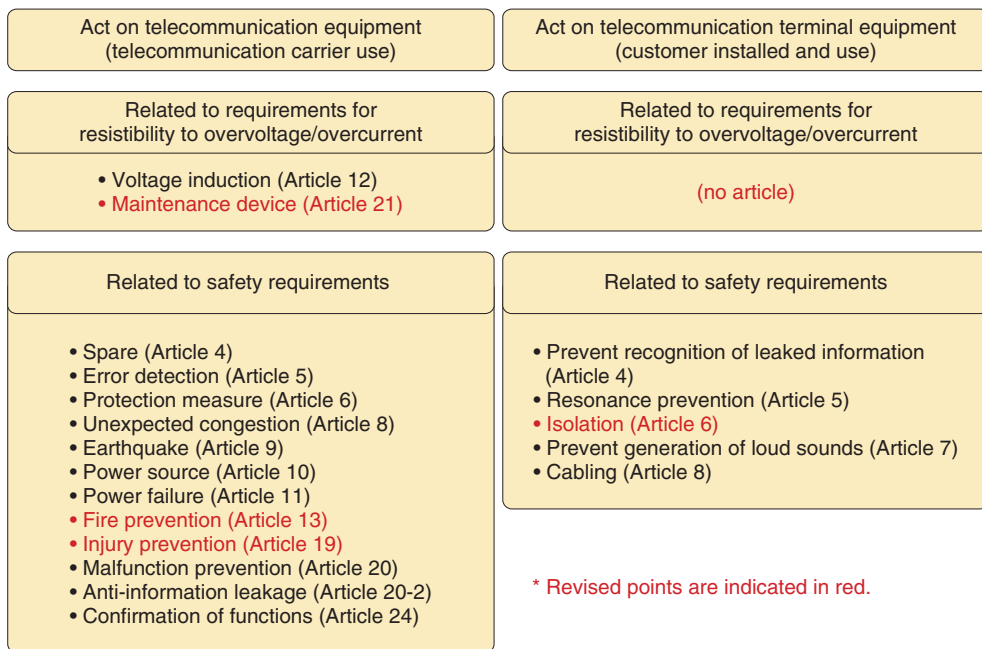 Act on telecommunication equipment
(telecommunication carrier use)
Related to requirements for
resistibility to overvoltage/overcurrent
• Voltage induction (Article 12)
• Maintenance device (Article 21)
Related to safety requirements
• Spare (Article 4)
• Error detection (Article 5)
• Protection measure (Article 6)
• Unexpected congestion (Article 8)
• Earthquake (Article 9)
• Power source (Article 10)
• Power failure (Article 11)
• Fire prevention (Article 13)
• Injury prevention (Article 19)
• Malfunction prevention (Article 20)
• Anti-information leakage (Article 20-2)
• Confirmation of functions (Article 24)
Act on telecommunication terminal equipment
(customer installed and use)
Related to requirements for
resistibility to overvoltage/overcurrent
(no article)
Related to safety requirements
• Prevent recognition of leaked information
(Article 4)
• Resonance prevention (Article 5)
• Isolation (Article 6)
• Prevent generation of loud sounds (Article 7)
• Cabling (Article 8)
* Revised points are indicated in red.